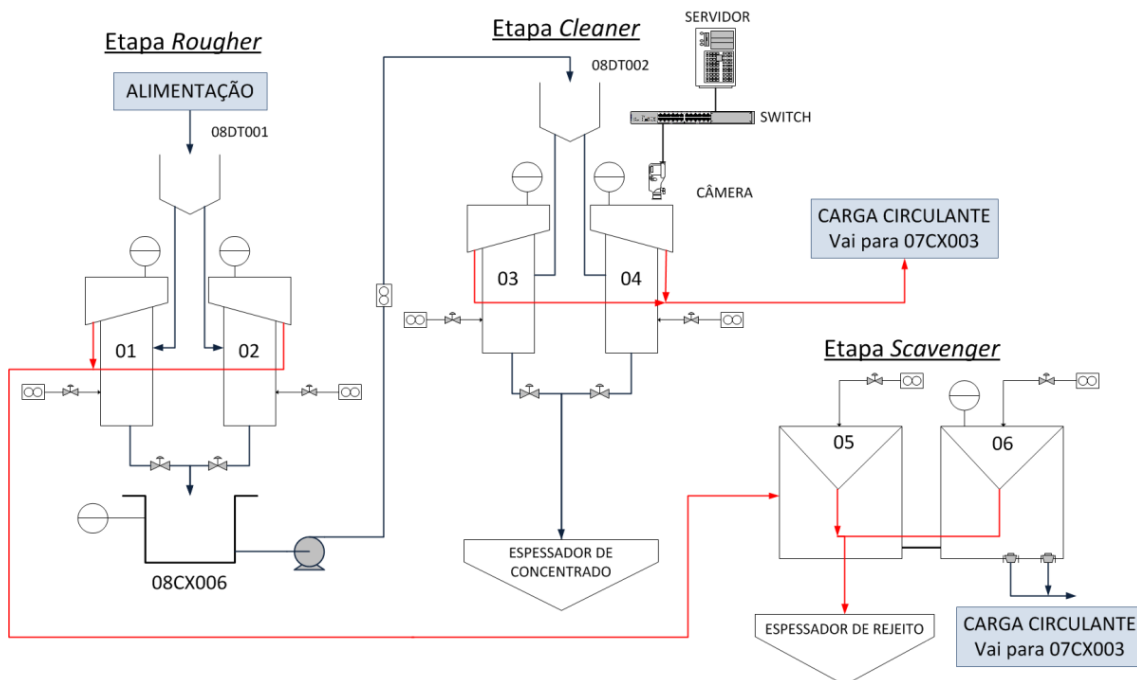 Etapa Rougher
ALIMENTAÇÃO
08DT001
01
02
08CX006
Etapa Cleaner
08DT002
03
04
ESPESSADOR DE
CONCENTRADO
SERVIDOR
SWITCH
CÂMERA
CARGA CIRCULANTE
Vai para 07CX003
Etapa Scavenger
05
06
ESPESSADOR DE REJEITO
CARGA CIRCULANTE
Vai para 07CX003